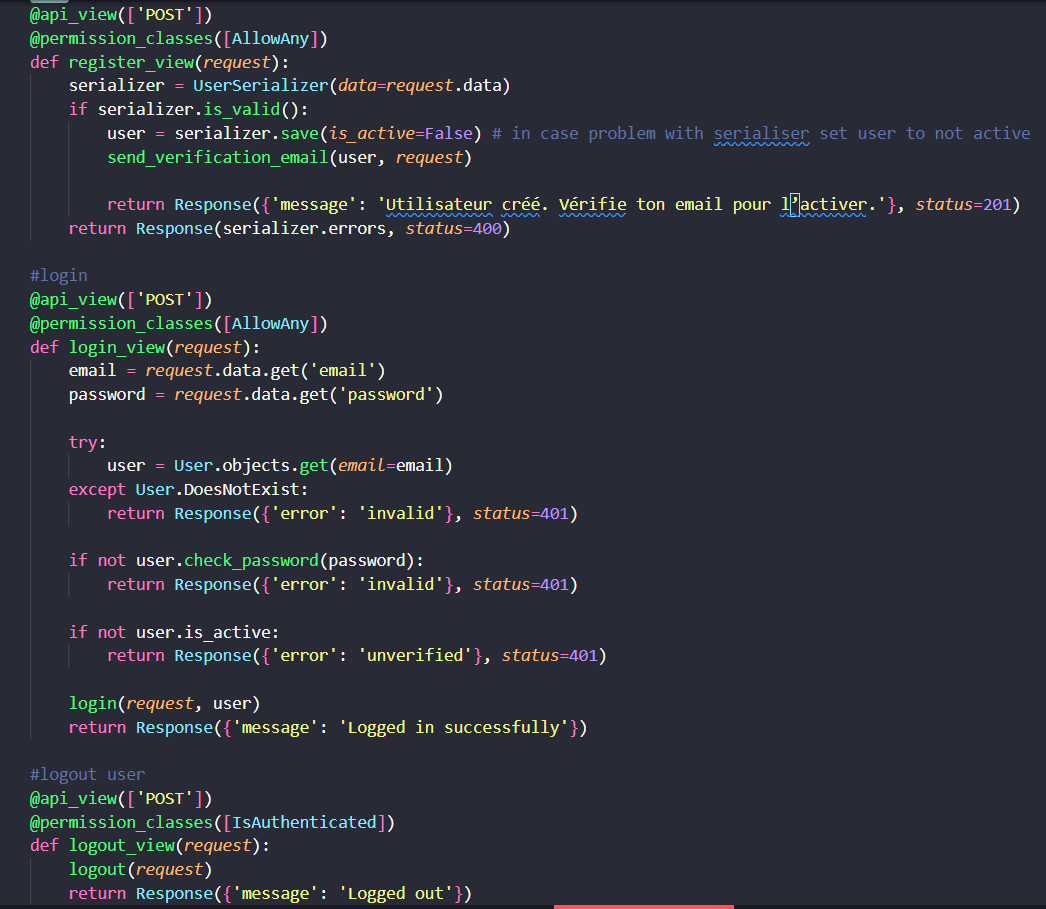 @api_view(['POST'])
@permission_classes([AllowAny])
def register_view(request):
    serializer = UserSerializer(data=request.data)
    if serializer.is_valid():
        user = serializer.save(is_active=False) # in case problem with serialiser set user to not active
        send_verification_email(user, request)

        return Response({'message': 'Utilisateur créé. Vérifie ton email pour l’activer.'}, status=201)
    return Response(serializer.errors, status=400)

#login
@api_view(['POST'])
@permission_classes([AllowAny])
def login_view(request):
    email = request.data.get('email')
    password = request.data.get('password')

    try:
        user = User.objects.get(email=email)
    except User.DoesNotExist:
        return Response({'error': 'invalid'}, status=401)

    if not user.check_password(password):
        return Response({'error': 'invalid'}, status=401)

    if not user.is_active:
        return Response({'error': 'unverified'}, status=401)

    login(request, user)
    return Response({'message': 'Logged in successfully'})

#logout user
@api_view(['POST'])
@permission_classes([IsAuthenticated])
def logout_view(request):
    logout(request)
    return Response({'message': 'Logged out'})